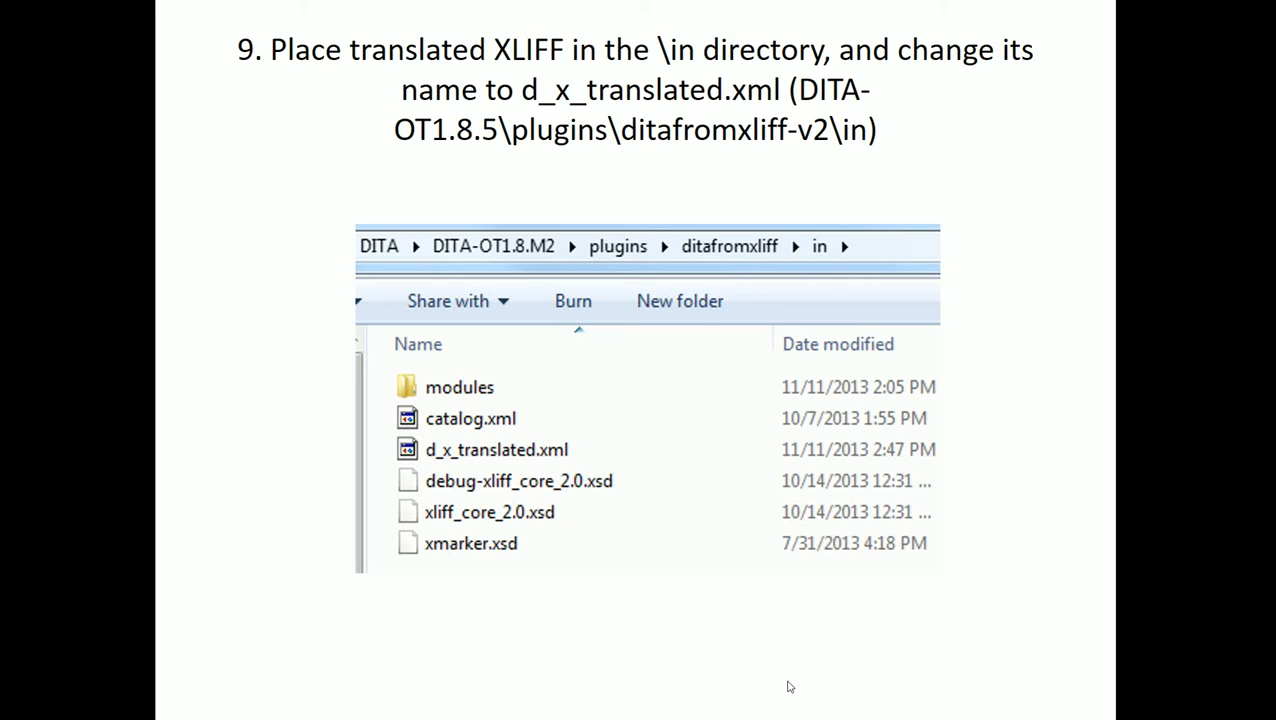 9. Place translated XLIFF in the \in directory, and change its
name to d_x_translated.xml (DITA-
OT1.8.5\plugins\ditafromxliff-v2\in)
DITA DITA-OT1.8.M2 plugins ditafromxliff in
Share with Burn New folder
Name Date modified
modules 11/11/2013 2:05 PM
catalog.xml 10/7/2013 1:55 PM
d_x_translated.xml 11/11/2013 2:47 PM
debug-xliff_core_2.0.xsd 10/14/2013 12:31 ...
xliff_core_2.0.xsd 10/14/2013 12:31 ...
xmarker.xsd 7/31/2013 4:18 PM